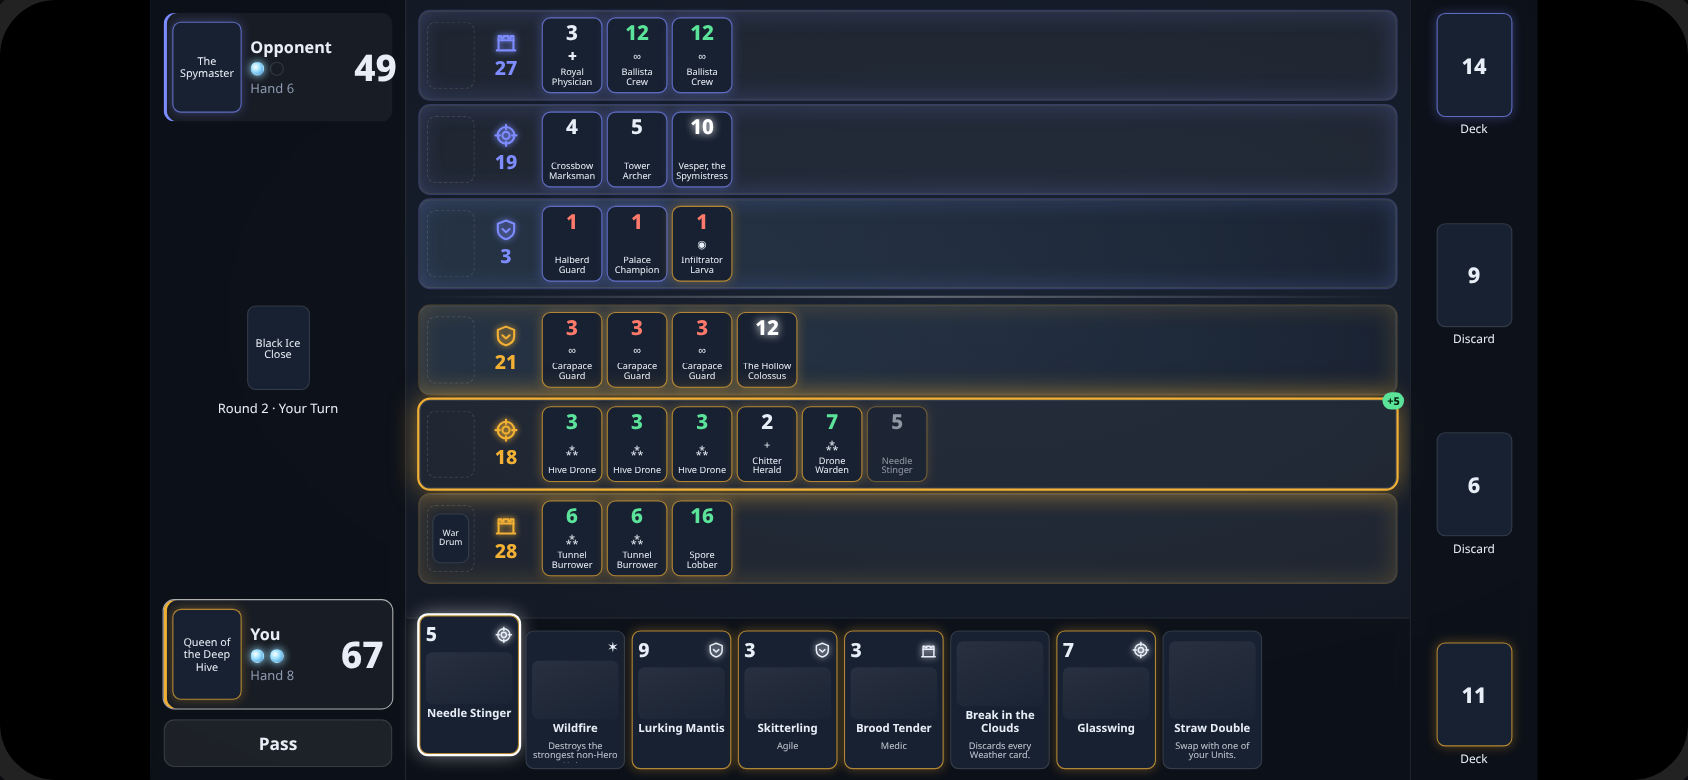 The
Spymaster
Opponent
Hand 6
49
27
3
Royal
Physician
12
Ballista
Crew
12
Ballista
Crew
14
Deck
19
4
Crossbow
Marksman
5
Tower
Archer
10
Vesper, the
Spymistress
3
1
Halberd
Guard
1
Palace
Champion
1
Infiltrator
Larva
9
Discard
Black Ice
Close
Round 2 · Your Turn
21
3
Carapace
Guard
3
Carapace
Guard
3
Carapace
Guard
12
The Hollow
Colossus
+5
18
3
Hive Drone
3
Hive Drone
3
Hive Drone
2
Chitter
Herald
7
Drone
Warden
5
Needle
Stinger
6
Discard
War
Drum
28
6
Tunnel
Burrower
6
Tunnel
Burrower
16
Spore
Lobber
Queen of
the Deep
Hive
You
Hand 8
67
Pass
5
Needle Stinger
Wildfire
Destroys the
strongest non-Hero
9
Lurking Mantis
3
Skitterling
Agile
3
Brood Tender
Medic
Break in the
Clouds
Discards every
Weather card.
7
Glasswing
Straw Double
Swap with one of
your Units.
11
Deck